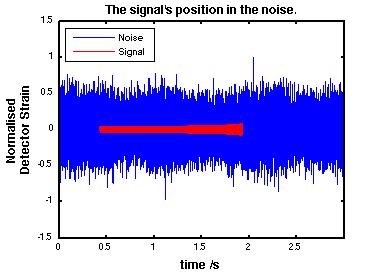 The signal's position in the noise.
Noise
Signal
Normalised
Detector Strain
1.5
1
0.5
0
-0.5
-1
-1.5
0
0.5
1
1.5
2
2.5
time /s